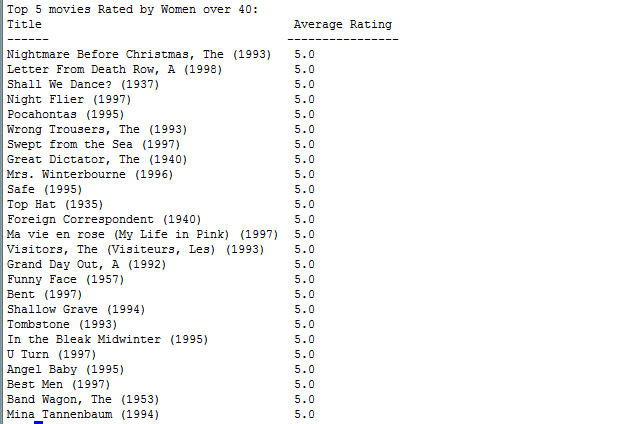 Top 5 movies Rated by Women over 40:
Title                                    Average Rating
------                                  ----------------
Nightmare Before Christmas, The (1993)   5.0
Letter From Death Row, A (1998)          5.0
Shall We Dance? (1937)                   5.0
Night Flier (1997)                       5.0
Pocahontas (1995)                        5.0
Wrong Trousers, The (1993)               5.0
Swept from the Sea (1997)                5.0
Great Dictator, The (1940)               5.0
Mrs. Winterbourne (1996)                 5.0
Safe (1995)                              5.0
Top Hat (1935)                           5.0
Foreign Correspondent (1940)             5.0
Ma vie en rose (My Life in Pink) (1997)  5.0
Visitors, The (Visiteurs, Les) (1993)    5.0
Grand Day Out, A (1992)                  5.0
Funny Face (1957)                        5.0
Bent (1997)                              5.0
Shallow Grave (1994)                     5.0
Tombstone (1993)                         5.0
In the Bleak Midwinter (1995)            5.0
U Turn (1997)                            5.0
Angel Baby (1995)                        5.0
Best Men (1997)                          5.0
Band Wagon, The (1953)                   5.0
Mina Tannenbaum (1994)                   5.0